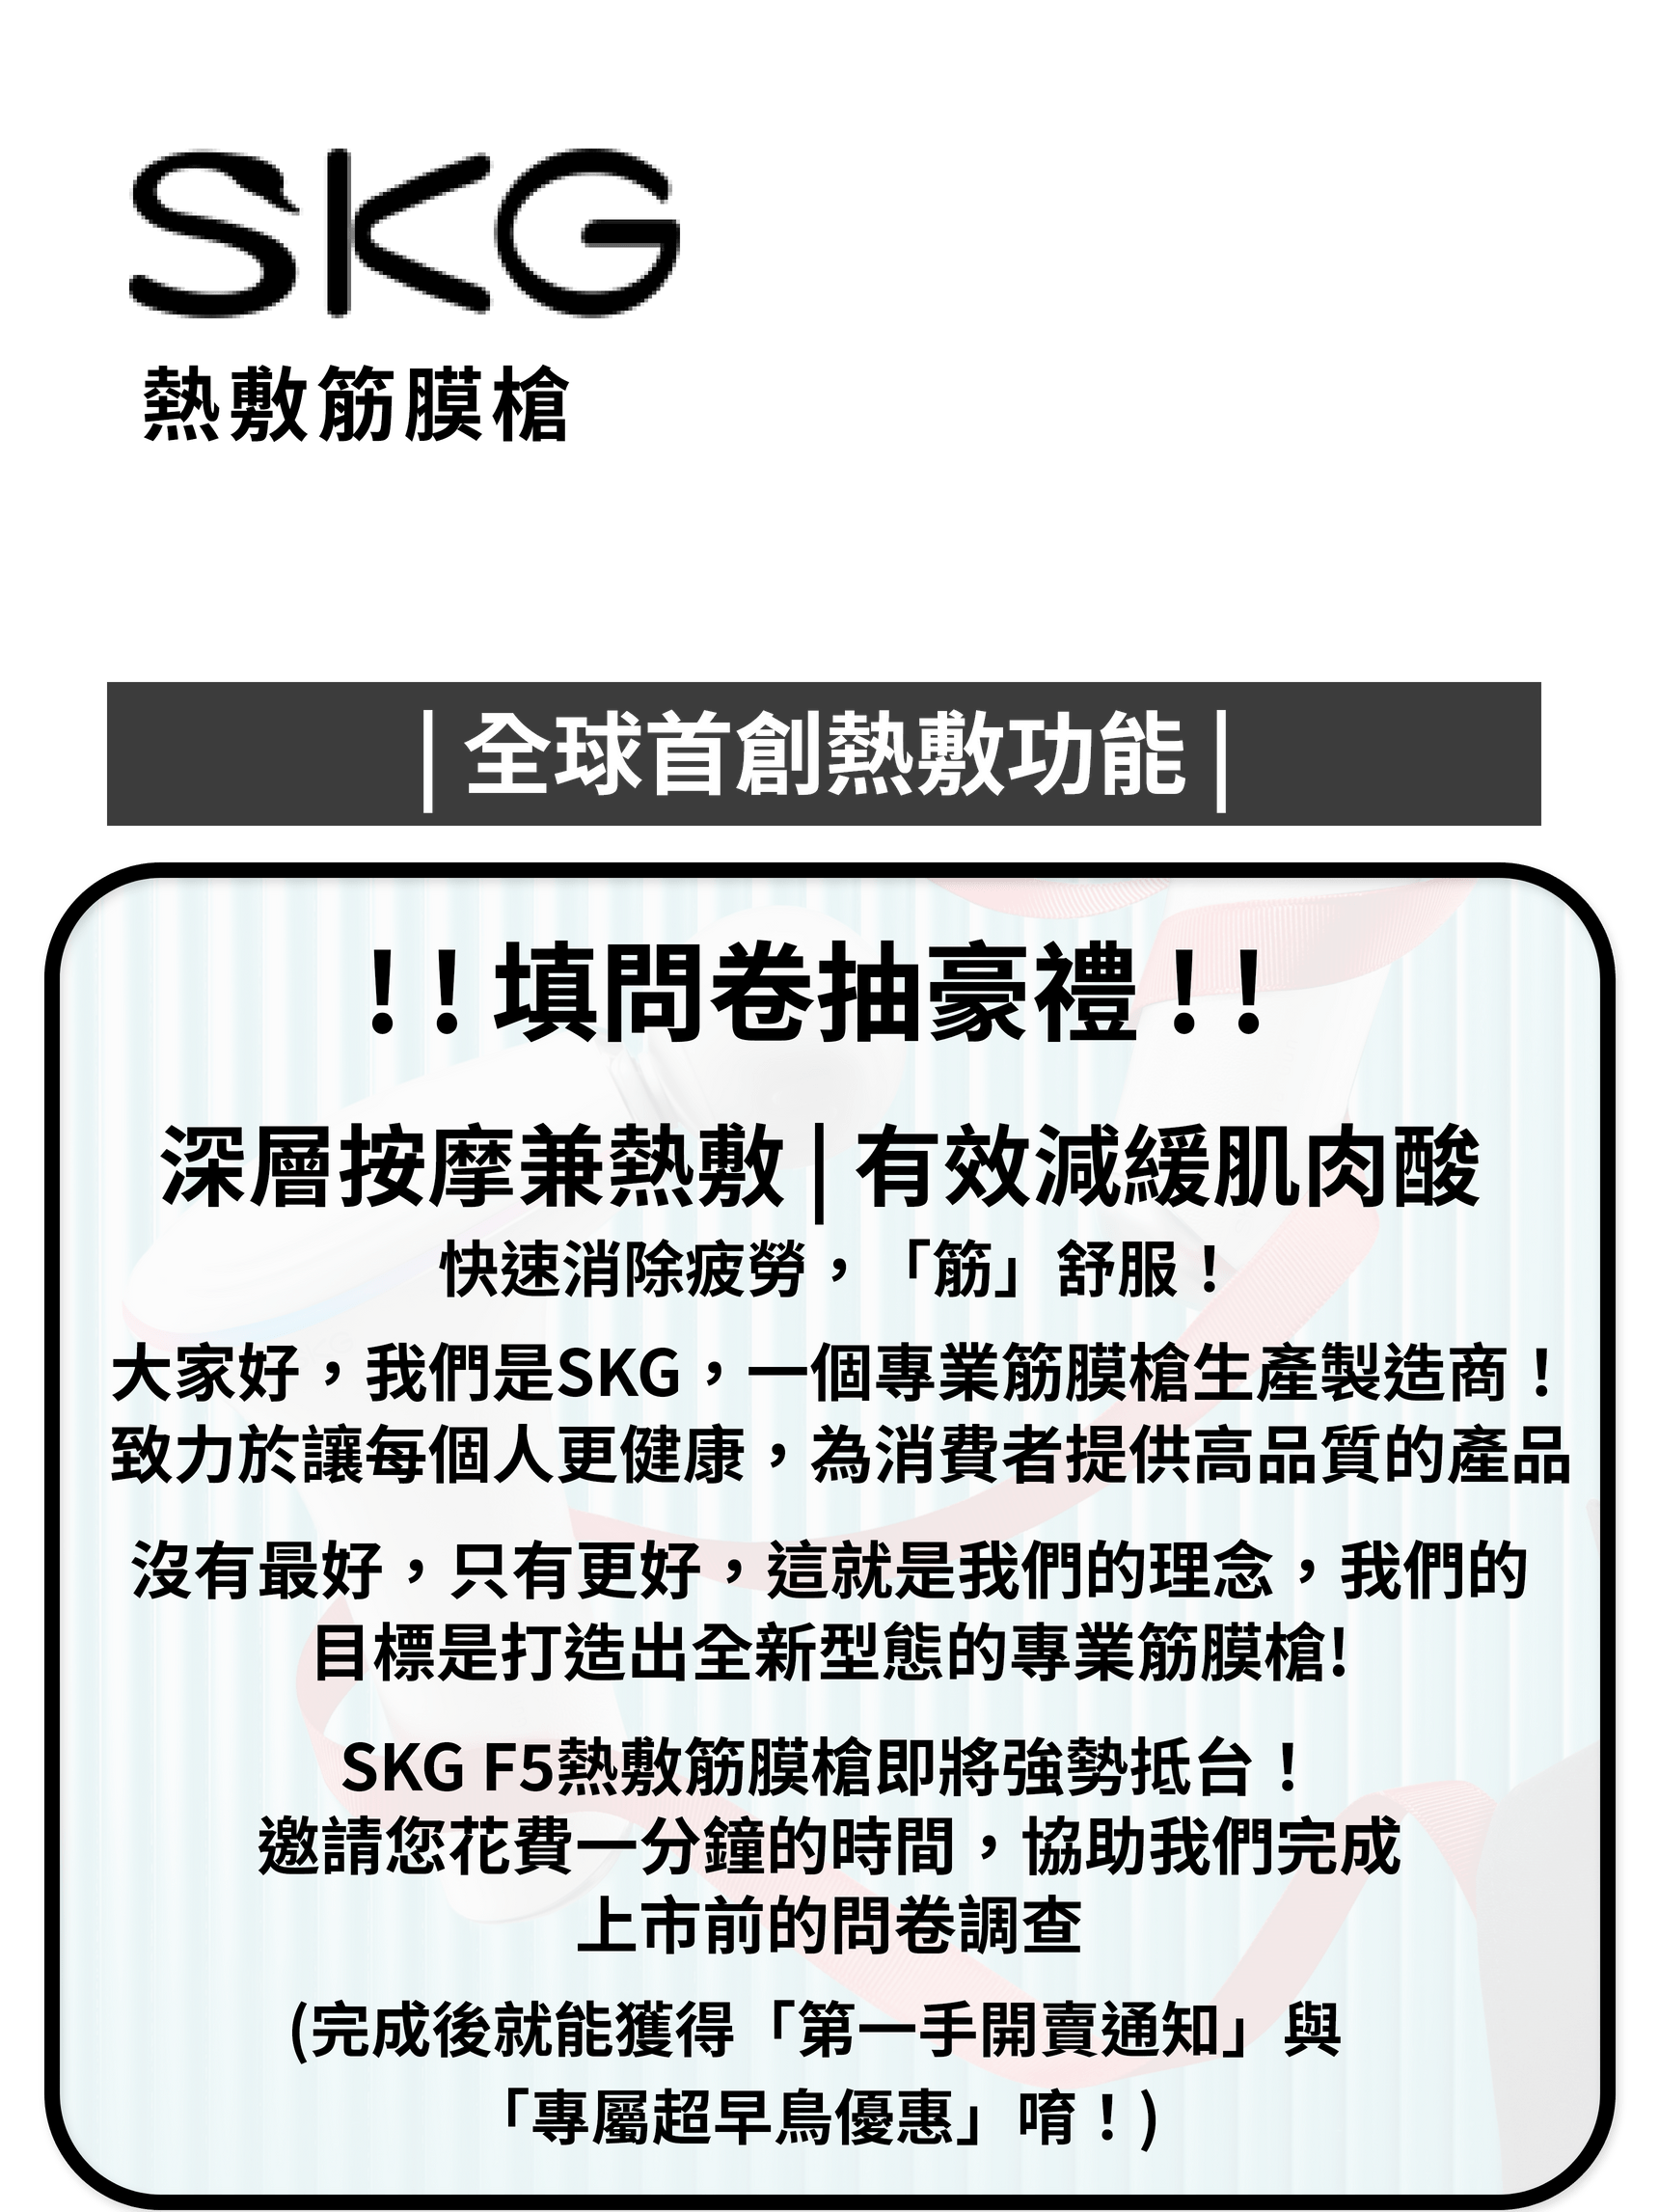 SKG
熱敷筋膜槍
| 全球首創熱敷功能 |
！！填問卷抽豪禮！！
深層按摩兼熱敷 | 有效減緩肌肉酸
快速消除疲勞，「筋」舒服！
大家好，我們是SKG，一個專業筋膜槍生產製造商！
致力於讓每個人更健康，為消費者提供高品質的產品
沒有最好，只有更好，這就是我們的理念，我們的
目標是打造出全新型態的專業筋膜槍!
SKG F5熱敷筋膜槍即將強勢抵台！
邀請您花費一分鐘的時間，協助我們完成
上市前的問卷調查
(完成後就能獲得「第一手開賣通知」與
「專屬超早鳥優惠」唷！)